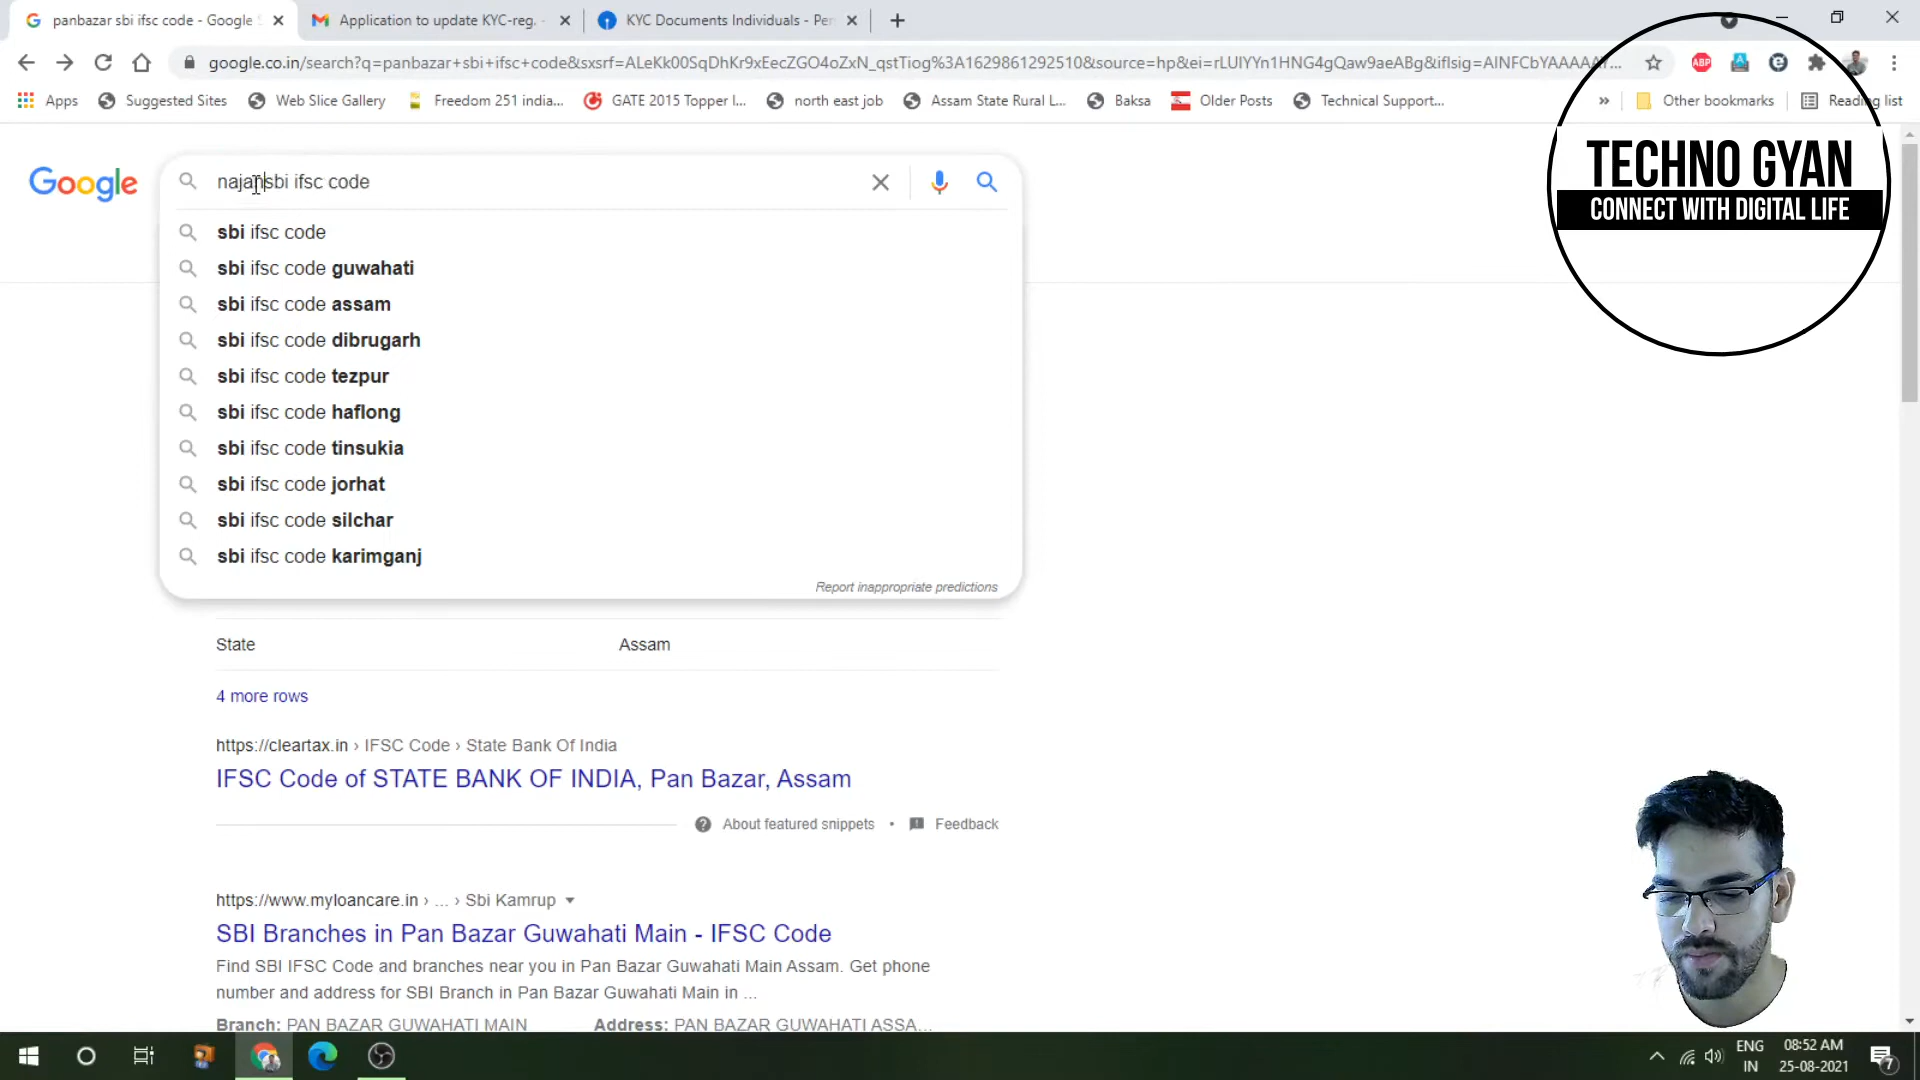 panbazar sbi ifsc code - Google S
Application to update KYC-reg. -
KYC Documents Individuals - Per
google.co.in/search?q=panbazar+sbi+ifsc+code&sxsrf=ALeKk00SqDhKr9xEecZGO4oZxN_qstTiog%3A1629861292510&source=hp&ei=rLUlYYn1HNG4gQaw9aeABg&iflsig=AINFCbYAAAAAY...
ABP
Apps
Suggested Sites
Web Slice Gallery
Freedom 251 india...
GATE 2015 Topper I...
north east job
Assam State Rural L...
Baksa
Older Posts
Technical Support...
»
Other bookmarks
Reading list
TECHNO GYAN
CONNECT WITH DIGITAL LIFE
Google
najansbi ifsc code
sbi ifsc code
sbi ifsc code guwahati
sbi ifsc code assam
sbi ifsc code dibrugarh
sbi ifsc code tezpur
sbi ifsc code haflong
sbi ifsc code tinsukia
sbi ifsc code jorhat
sbi ifsc code silchar
sbi ifsc code karimganj
Report inappropriate predictions
State Assam
4 more rows
https://cleartax.in › IFSC Code › State Bank Of India
IFSC Code of STATE BANK OF INDIA, Pan Bazar, Assam
About featured snippets • Feedback
https://www.myloancare.in › ... › Sbi Kamrup
SBI Branches in Pan Bazar Guwahati Main - IFSC Code
Find SBI IFSC Code and branches near you in Pan Bazar Guwahati Main Assam. Get phone
number and address for SBI Branch in Pan Bazar Guwahati Main in ...
Branch: PAN BAZAR GUWAHATI MAIN Address: PAN BAZAR GUWAHATI ASSA...
ENG
IN
08:52 AM
25-08-2021
7